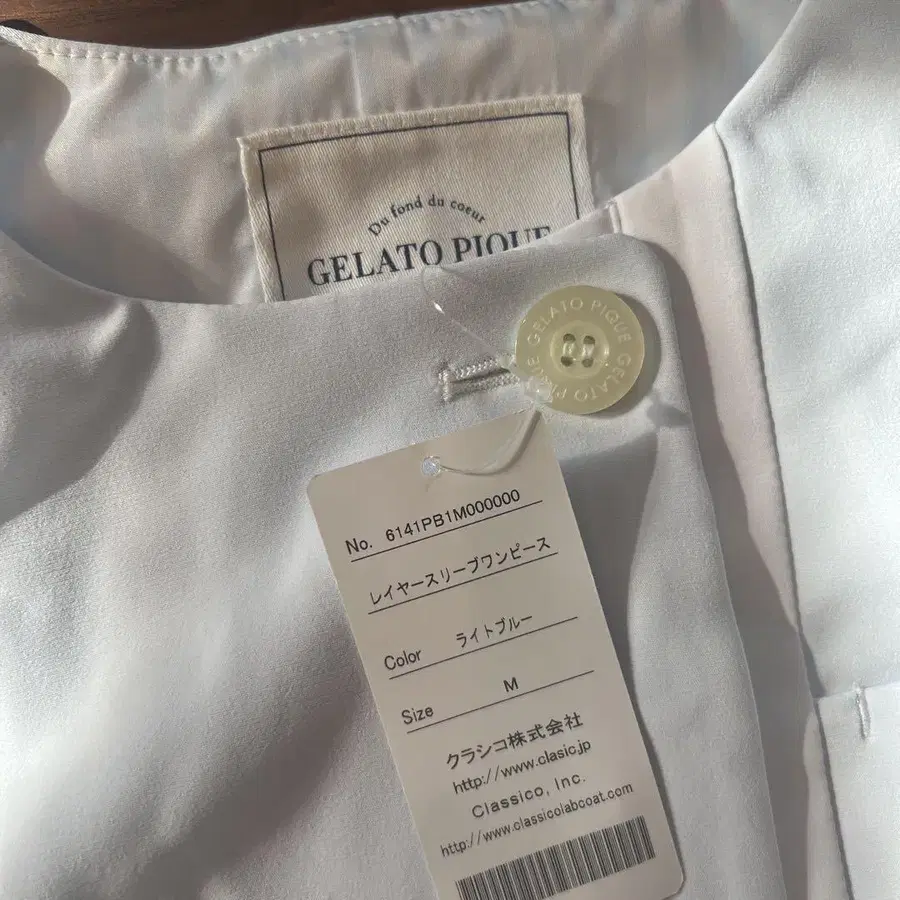 Du fond du coeur
GELATO PIQUE
GELATO PIQUE GELATO PIQUE
No. 6141PB1M000000
レイヤースリーブワンピース
Color ライトブルー
Size M
クラシコ株式会社
http://www.clasic.jp
Classico, Inc.
http://www.classicolabcoat.com